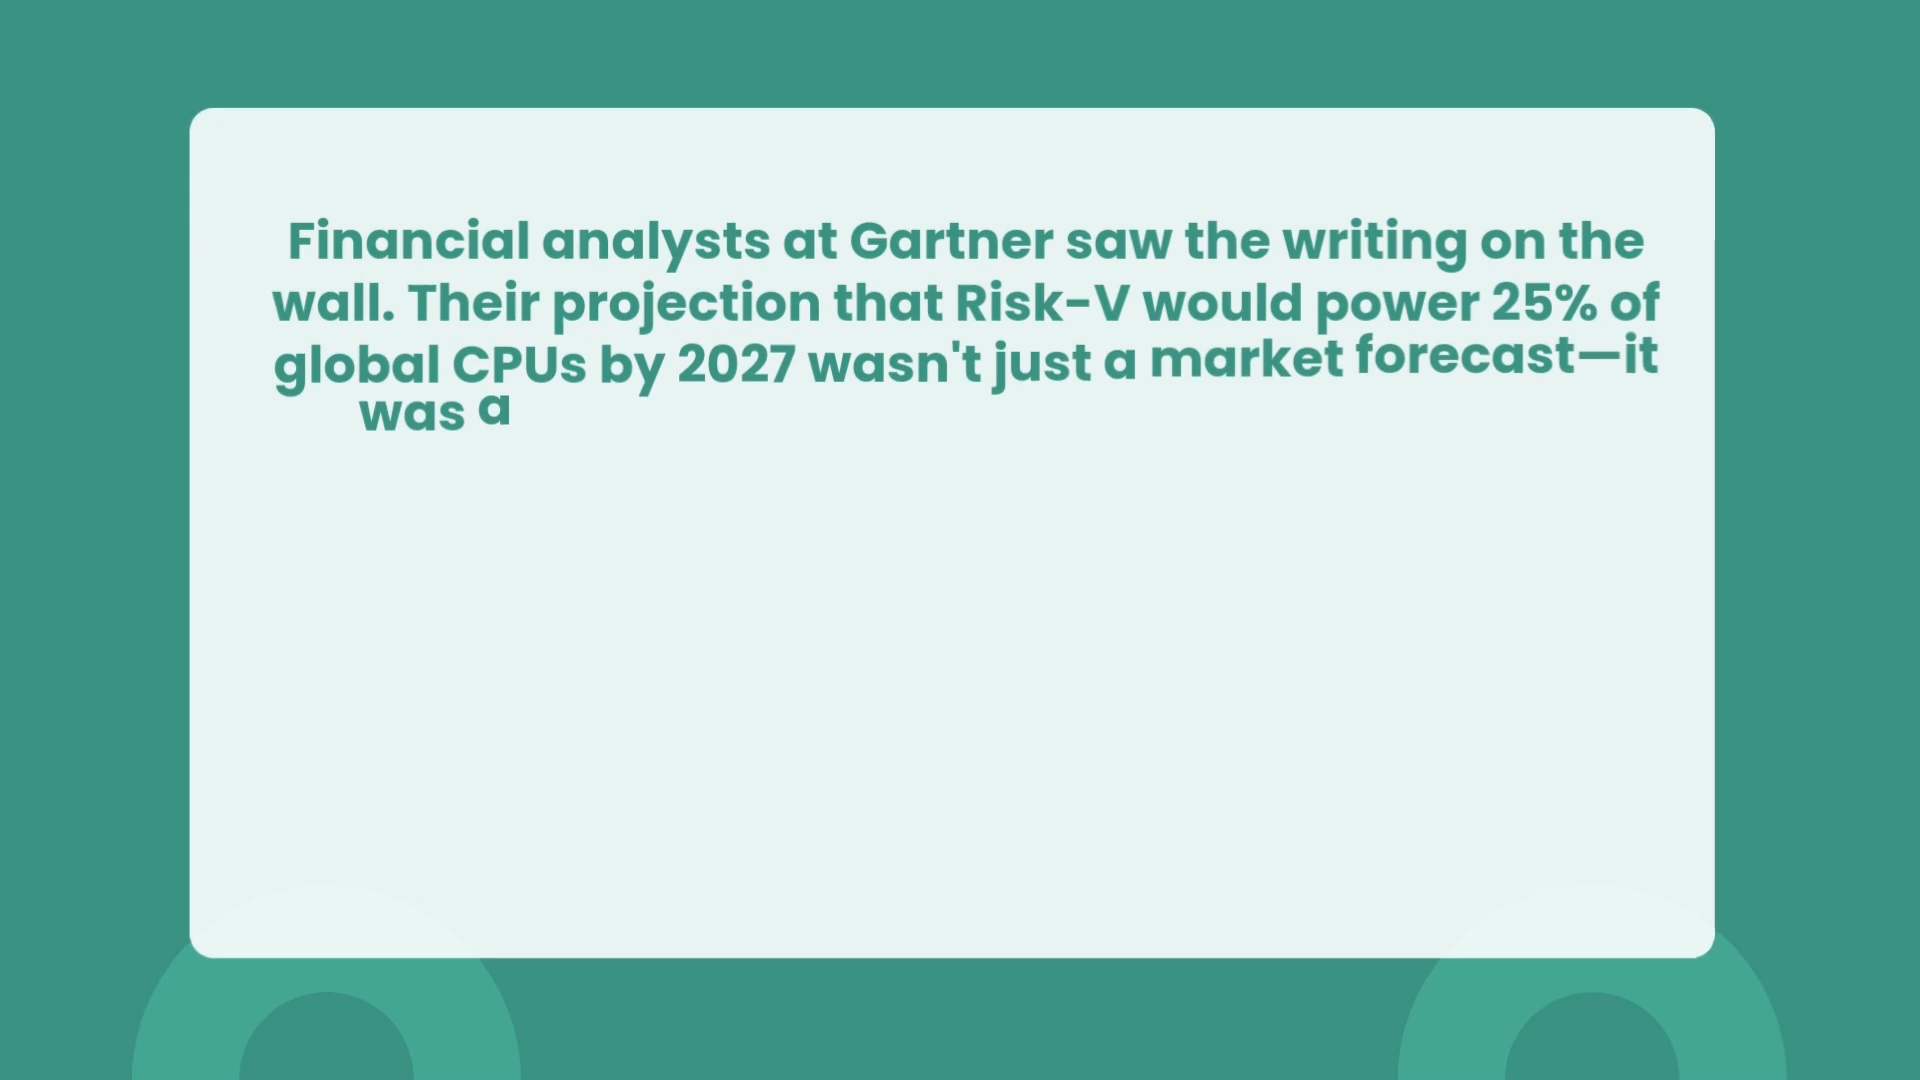 Financial analysts at Gartner saw the writing on the
wall. Their projection that Risk-V would power 25% of
global CPUs by 2027 wasn't just a market forecast—it
was a